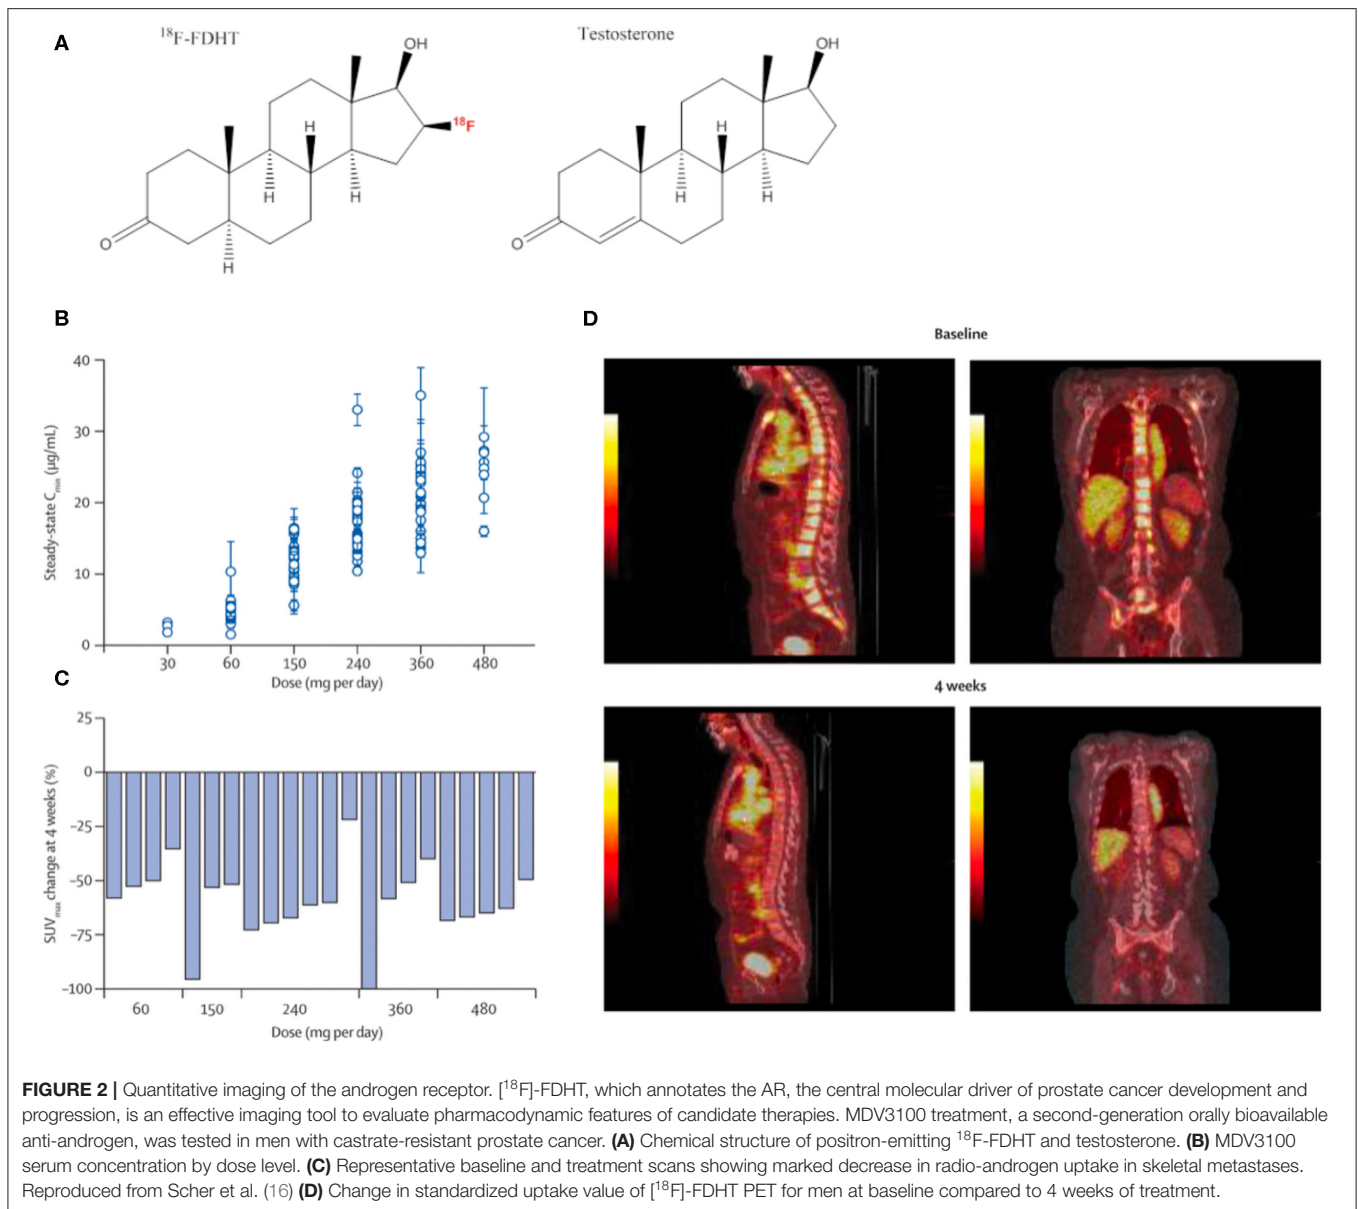 A
¹⁸F-FDHT
Testosterone
OH
¹⁸F
H
H
H
H
O
OH
H
H
H
O
B
40
30
20
10
0
Steady-state Cmin (µg/mL)
30 60 150 240 360 480
Dose (mg per day)
C
25
0
−25
−50
−75
−100
SUVmax change at 4 weeks (%)
60 150 240 360 480
Dose (mg per day)
D
Baseline
4 weeks
FIGURE 2 | Quantitative imaging of the androgen receptor. [¹⁸F]-FDHT, which annotates the AR, the central molecular driver of prostate cancer development and
progression, is an effective imaging tool to evaluate pharmacodynamic features of candidate therapies. MDV3100 treatment, a second-generation orally bioavailable
anti-androgen, was tested in men with castrate-resistant prostate cancer. (A) Chemical structure of positron-emitting ¹⁸F-FDHT and testosterone. (B) MDV3100
serum concentration by dose level. (C) Representative baseline and treatment scans showing marked decrease in radio-androgen uptake in skeletal metastases.
Reproduced from Scher et al. (16) (D) Change in standardized uptake value of [¹⁸F]-FDHT PET for men at baseline compared to 4 weeks of treatment.